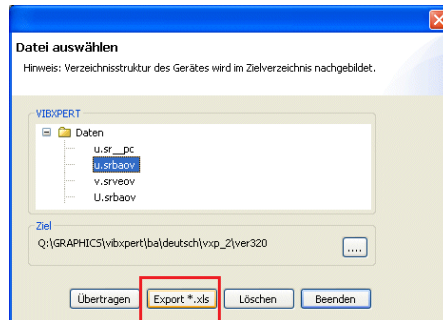 Datei auswählen
Hinweis: Verzeichnisstruktur des Gerätes wird im Zielverzeichnis nachgebildet.
VIBXPERT
Daten
u.sr__pc
u.srbaov
v.srveov
U.srbaov
Ziel
Q:\GRAPHICS\vibxpert\ba\deutsch\vxp_2\ver320
....
Übertragen Export *.xls Löschen Beenden